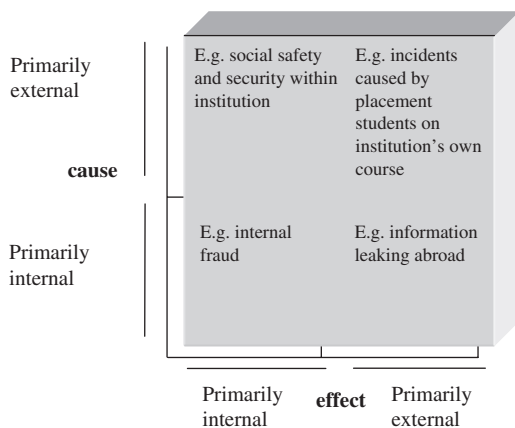 Primarily
external
cause
Primarily
internal
E.g. social safety
and security within
institution
E.g. incidents
caused by
placement
students on
institution's own
course
E.g. internal
fraud
E.g. information
leaking abroad
Primarily
internal
effect
Primarily
external